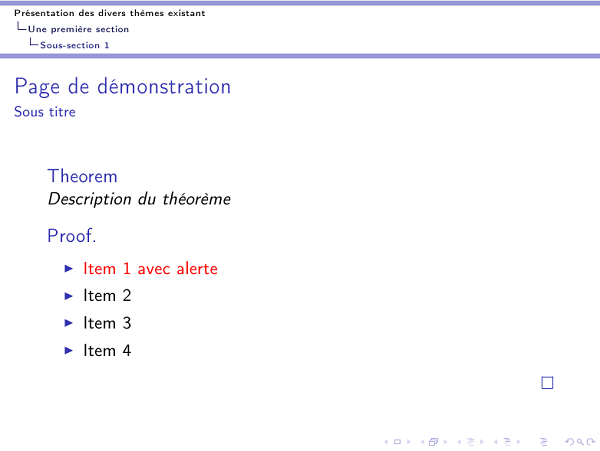 Présentation des divers thèmes existant
Une première section
Sous-section 1
Page de démonstration
Sous titre
Theorem
Description du théorème
Proof.
Item 1 avec alerte
Item 2
Item 3
Item 4